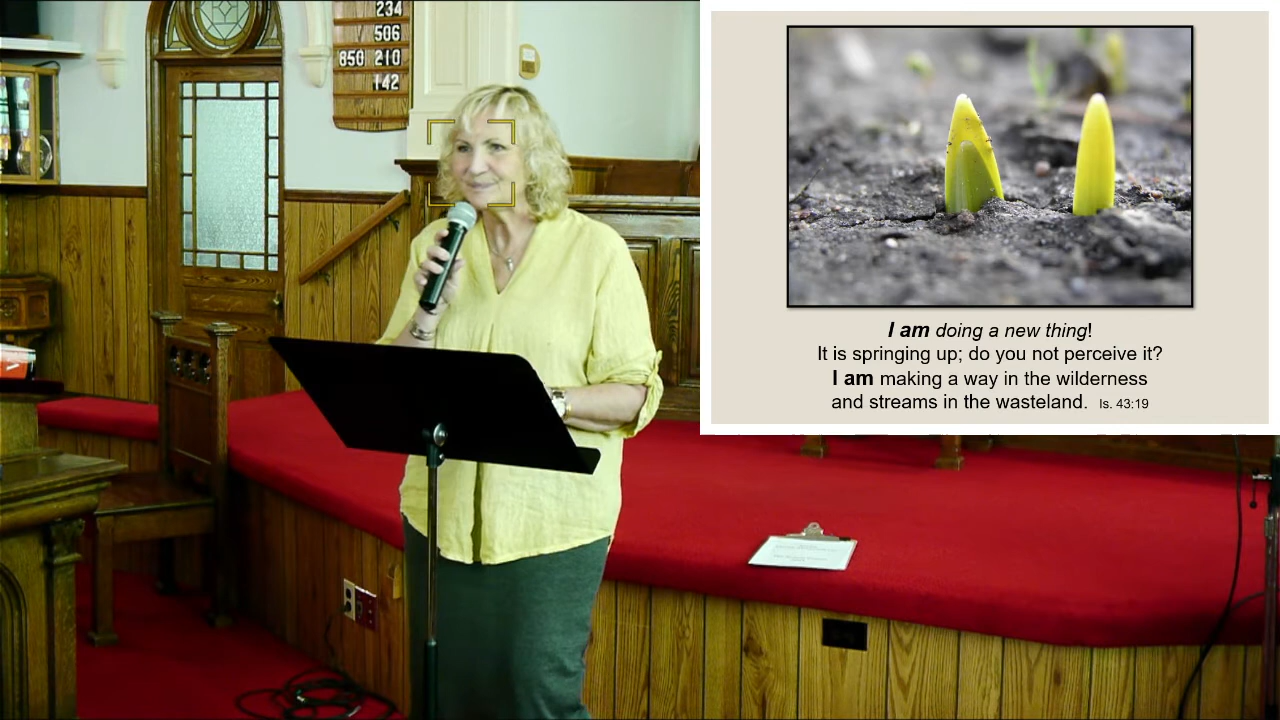 234
506
850 210
142
I am doing a new thing!
It is springing up; do you not perceive it?
I am making a way in the wilderness
and streams in the wasteland. Is. 43:19